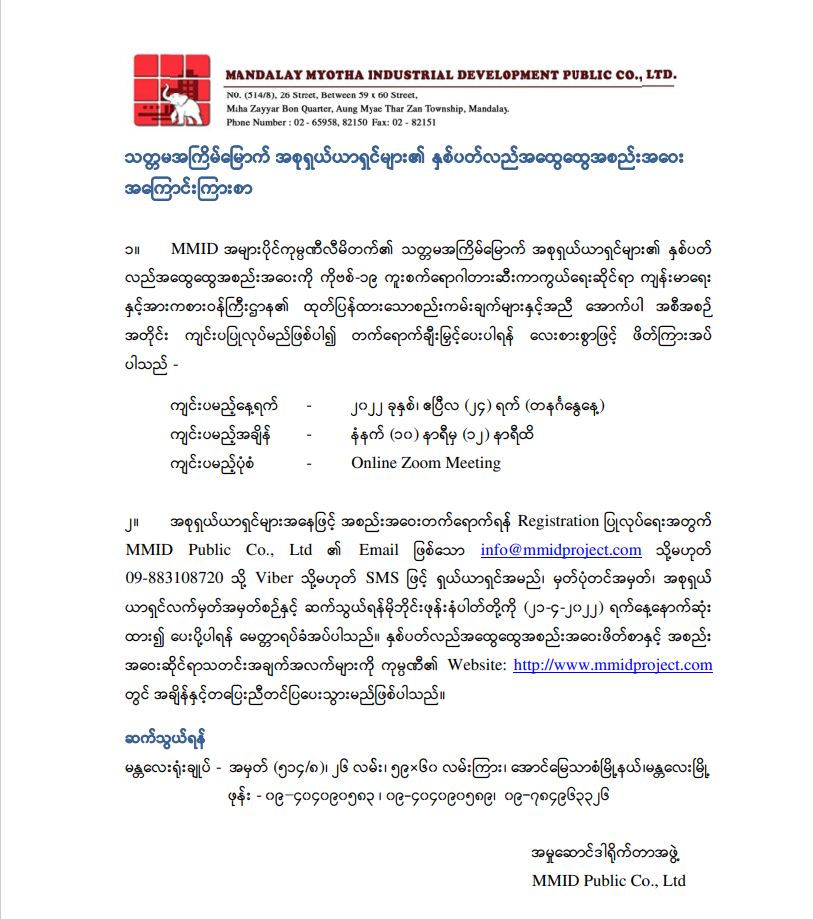 MANDALAY MYOTHA INDUSTRIAL DEVELOPMENT PUBLIC CO., LTD.
NO. (514/8), 26 Street, Between 59 x 60 Street,
Maha Zayyar Bon Quarter, Aung Myae Thar Zan Township, Mandalay.
Phone Number : 02 - 65958, 82150 Fax: 02 - 82151
သတ္တမအကြိမ်မြောက် အစုရှယ်ယာရှင်များ၏ နှစ်ပတ်လည်အထွေထွေအစည်းအဝေး
အကြောင်းကြားစာ
၁။ MMID အများပိုင်ကုမ္ပဏီလီမိတက်၏ သတ္တမအကြိမ်မြောက် အစုရှယ်ယာရှင်များ၏ နှစ်ပတ်
လည်အထွေထွေအစည်းအဝေးကို ကိုဗစ်-၁၉ ကူးစက်ရောဂါတားဆီးကာကွယ်ရေးဆိုင်ရာ ကျန်းမာရေး
နှင့်အားကစားဝန်ကြီးဌာန၏ ထုတ်ပြန်ထားသောစည်းကမ်းချက်များနှင့်အညီ အောက်ပါ အစီအစဉ်
အတိုင်း ကျင်းပပြုလုပ်မည်ဖြစ်ပါ၍ တက်ရောက်ချီးမြှင့်ပေးပါရန် လေးစားစွာဖြင့် ဖိတ်ကြားအပ်
ပါသည် -
ကျင်းပမည့်နေ့ရက် - ၂၀၂၂ ခုနှစ်၊ ဧပြီလ (၂၄) ရက် (တနင်္ဂနွေနေ့)
ကျင်းပမည့်အချိန် - နံနက် (၁၀) နာရီမှ (၁၂) နာရီထိ
ကျင်းပမည့်ပုံစံ - Online Zoom Meeting
၂။ အစုရှယ်ယာရှင်များအနေဖြင့် အစည်းအဝေးတက်ရောက်ရန် Registration ပြုလုပ်ရေးအတွက်
MMID Public Co., Ltd ၏ Email ဖြစ်သော info@mmidproject.com သို့မဟုတ်
09-883108720 သို့ Viber သို့မဟုတ် SMS ဖြင့် ရှယ်ယာရှင်အမည်၊ မှတ်ပုံတင်အမှတ်၊ အစုရှယ်
ယာရှင်လက်မှတ်အမှတ်စဉ်နှင့် ဆက်သွယ်ရန်မိုဘိုင်းဖုန်းနံပါတ်တို့ကို (၂၁-၄-၂၀၂၂) ရက်နေ့နောက်ဆုံး
ထား၍ ပေးပို့ပါရန် မေတ္တာရပ်ခံအပ်ပါသည်။ နှစ်ပတ်လည်အထွေထွေအစည်းအဝေးဖိတ်စာနှင့် အစည်း
အဝေးဆိုင်ရာသတင်းအချက်အလက်များကို ကုမ္ပဏီ၏ Website: http://www.mmidproject.com
တွင် အချိန်နှင့်တပြေးညီတင်ပြပေးသွားမည်ဖြစ်ပါသည်။
ဆက်သွယ်ရန်
မန္တလေးရုံးချုပ် - အမှတ် (၅၁၄/၈)၊ ၂၆ လမ်း၊ ၅၉×၆၀ လမ်းကြား၊ အောင်မြေသာစံမြို့နယ်၊မန္တလေးမြို့
ဖုန်း - ၀၉-၄၀၄၀၉၀၅၈၃ ၊ ၀၉-၄၀၄၀၉၀၅၈၉၊ ၀၉-၇၈၄၉၆၃၃၂၆
အမှုဆောင်ဒါရိုက်တာအဖွဲ့
MMID Public Co., Ltd